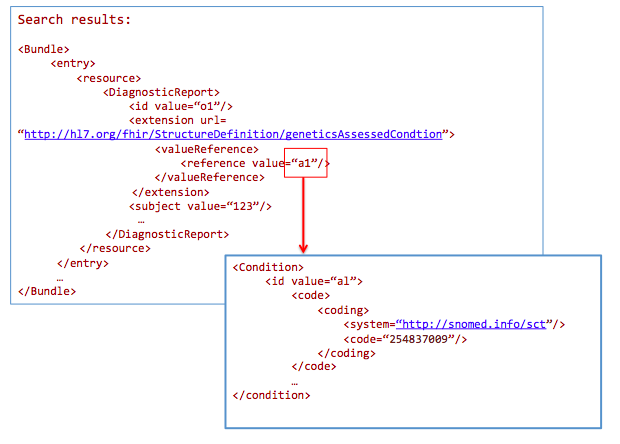 Search results:
<Bundle>
<entry>
<resource>
<DiagnosticReport>
<id value=“o1”/>
<extension url=
“http://hl7.org/fhir/StructureDefinition/geneticsAssessedCondtion”>
<valueReference>
<reference value=“a1”/>
</valueReference>
</extension>
<subject value=“123”/>
…
</DiagnosticReport>
</resource>
</entry>
…
</Bundle>
<Condition>
<id value=“al”>
<code>
<coding>
<system=“http://snomed.info/sct”/>
<code=“254837009”/>
</coding>
</code>
…
</condition>